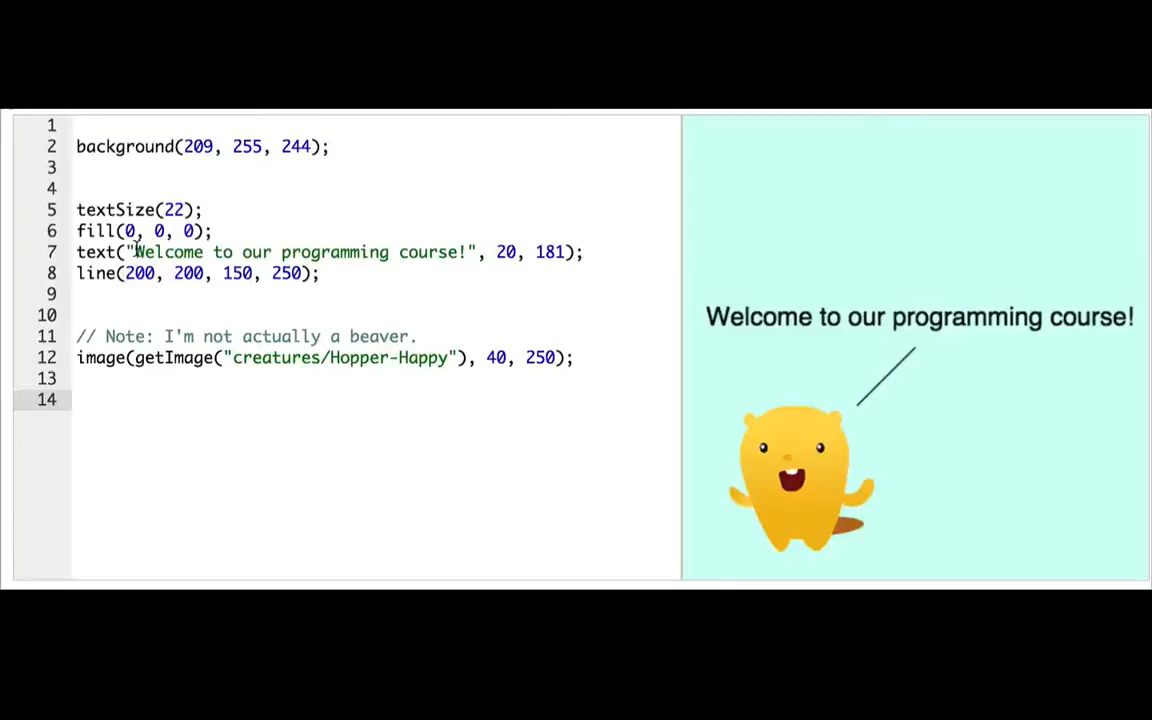 1
2 background(209, 255, 244);
3
4
5 textSize(22);
6 fill(0, 0, 0);
7 text("Welcome to our programming course!", 20, 181);
8 line(200, 200, 150, 250);
9
10
11 // Note: I'm not actually a beaver.
12 image(getImage("creatures/Hopper-Happy"), 40, 250);
13
14
Welcome to our programming course!